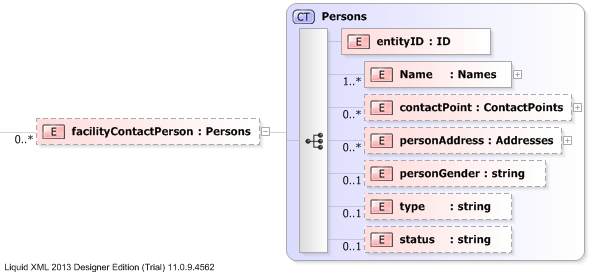 CT Persons
E entityID : ID
E Name : Names
1..*
E contactPoint : ContactPoints
0..*
E facilityContactPerson : Persons
0..*
E personAddress : Addresses
0..*
E personGender : string
0..1
E type : string
0..1
E status : string
0..1
Liquid XML 2013 Designer Edition (Trial) 11.0.9.4562